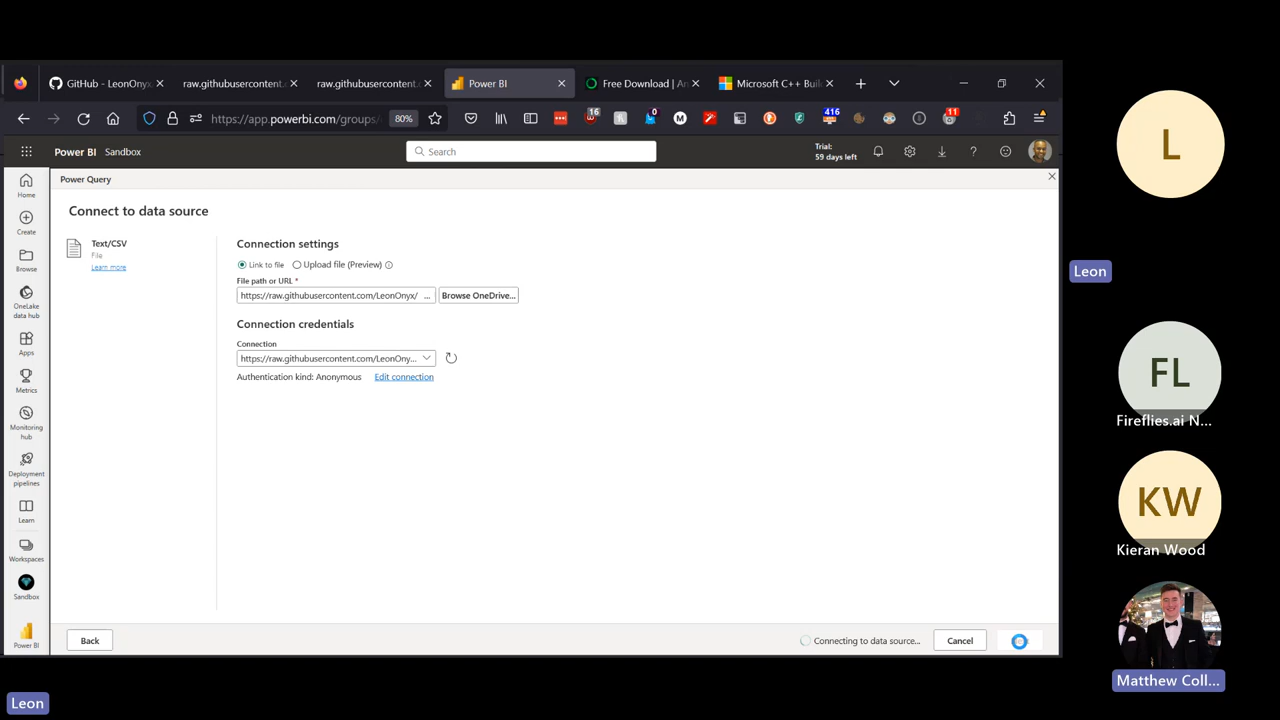 GitHub - LeonOnyx
raw.githubusercontent.c
raw.githubusercontent.c
Power BI
Free Download | An
Microsoft C++ Buil
https://app.powerbi.com/groups/
80%
16
0
416
11
Power BI
Sandbox
Search
Trial:
59 days left
Home
Create
Browse
OneLake
data hub
Apps
Metrics
Monitoring
hub
Deployment
pipelines
Learn
Workspaces
Sandbox
Power BI
Power Query
Connect to data source
Text/CSV
File
Learn more
Connection settings
Link to file
Upload file (Preview)
File path or URL *
https://raw.githubusercontent.com/LeonOnyx/ ...
Browse OneDrive...
Connection credentials
Connection
https://raw.githubusercontent.com/LeonOny...
Authentication kind: Anonymous
Edit connection
Back
Connecting to data source...
Cancel
L
Leon
FL
Fireflies.ai N...
KW
Kieran Wood
Matthew Coll...
Leon